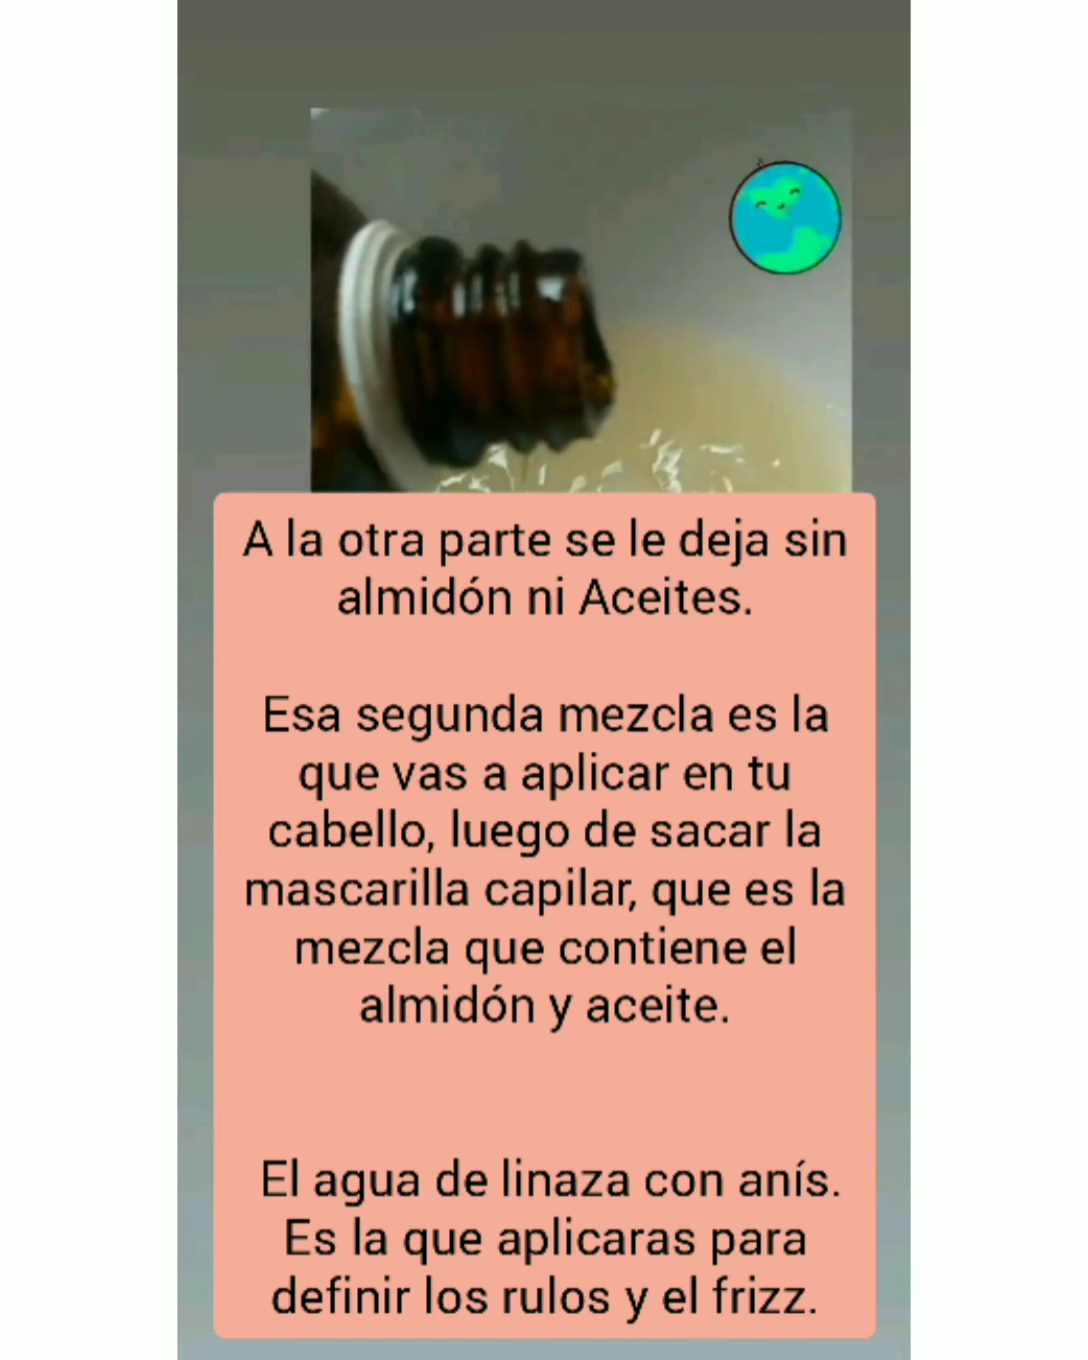 A la otra parte se le deja sin
almidón ni Aceites.
Esa segunda mezcla es la
que vas a aplicar en tu
cabello, luego de sacar la
mascarilla capilar, que es la
mezcla que contiene el
almidón y aceite.
El agua de linaza con anís.
Es la que aplicaras para
definir los rulos y el frizz.